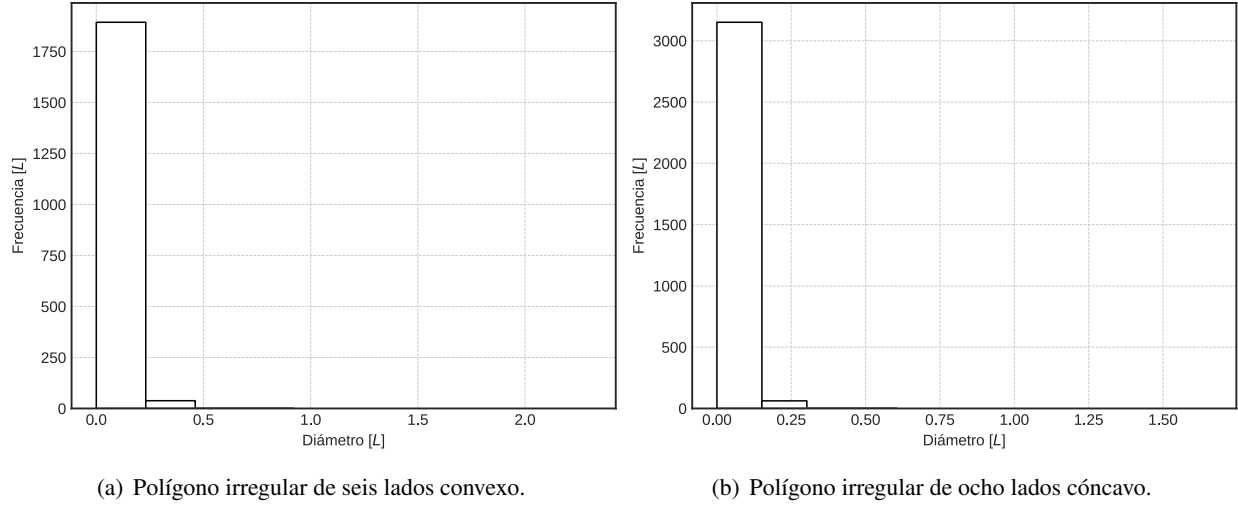 1750
1500
1250
1000
750
500
250
0
Frecuencia [L]
0.0 0.5 1.0 1.5 2.0
Diámetro [L]
(a) Polígono irregular de seis lados convexo.
3000
2500
2000
1500
1000
500
0
Frecuencia [L]
0.00 0.25 0.50 0.75 1.00 1.25 1.50
Diámetro [L]
(b) Polígono irregular de ocho lados cóncavo.